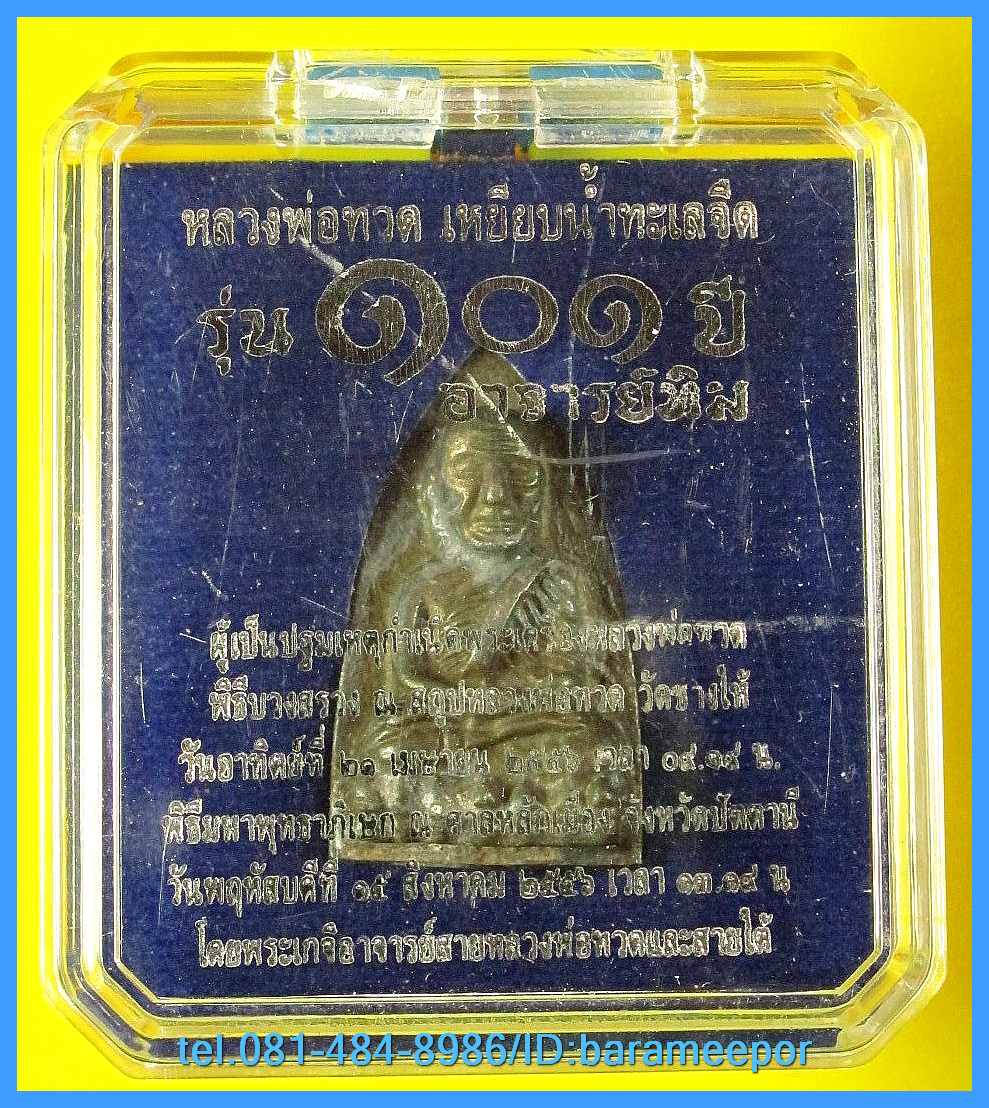 หลวงพ่อทวด เหยียบน้ำทะเลจืด
รุ่น ๑๐๑ ปี
อาจารย์ทิม
ผู้เป็นปฐมเหตุกำเนิดพระเครื่องหลวงพ่อทวด
พิธีบวงสรวง ณ สถูปหลวงพ่อทวด วัดช้างให้
วันอาทิตย์ที่ ๒๑ เมษายน ๒๕๕๖ เวลา ๐๙.๑๙ น.
พิธีมหาพุทธาภิเษก ณ ศาลหลักเมือง จังหวัดปัตตานี
วันพฤหัสบดีที่ ๑๕ สิงหาคม ๒๕๕๖ เวลา ๑๓.๑๙ น
โดยพระเกจิอาจารย์สายหลวงพ่อทวดและสายใต้
tel.081-484-8986/ID:barameepor